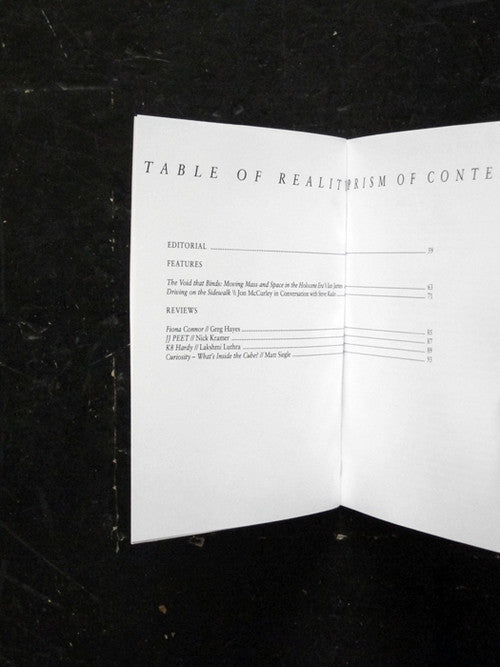 TABLE OF REALIT PRISM OF CONTE
EDITORIAL 59
FEATURES
The Void that Binds: Moving Mass and Space in the Holocene Era \\ Ian James 63
Driving on the Sidewalk \\ Jon McCurley in Conversation with Steve Kado 71
REVIEWS
Fiona Connor // Greg Hayes 85
JJ PEET // Nick Kramer 87
K8 Hardy // Lakshmi Luthra 89
Curiosity – What's Inside the Cube? // Matt Siegle 93